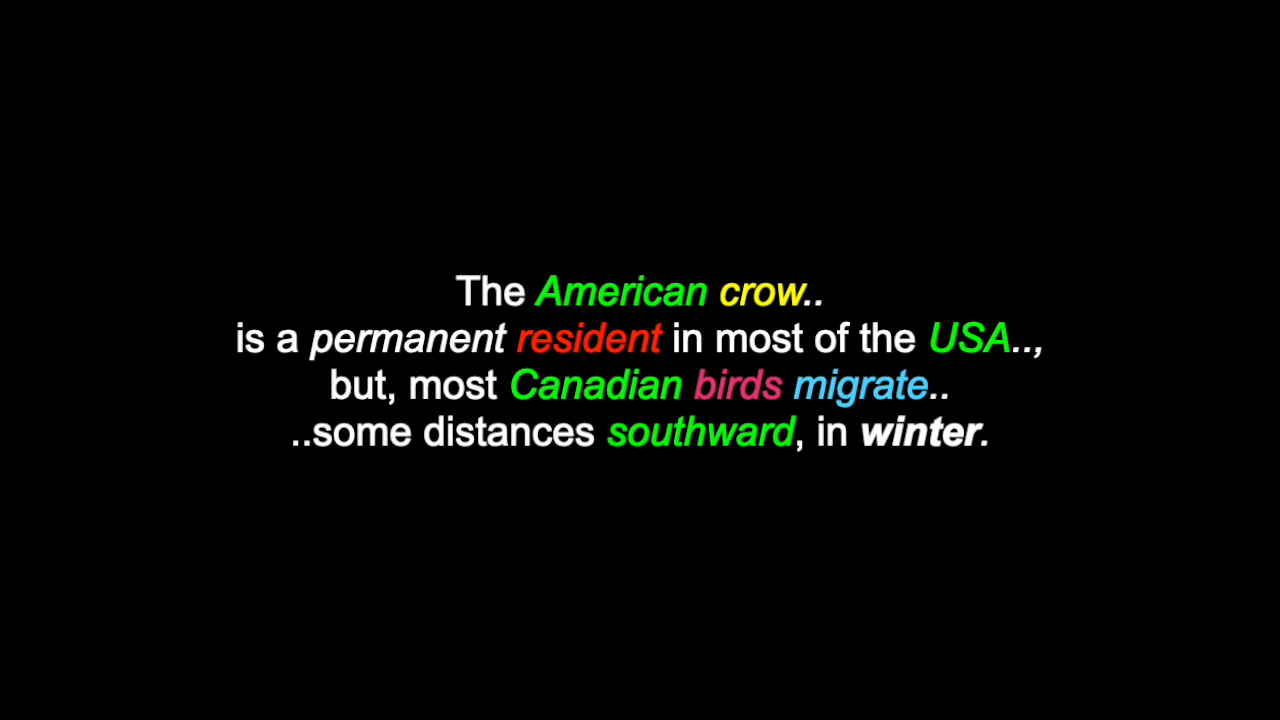 The American crow..
is a permanent resident in most of the USA..,
but, most Canadian birds migrate..
..some distances southward, in winter.